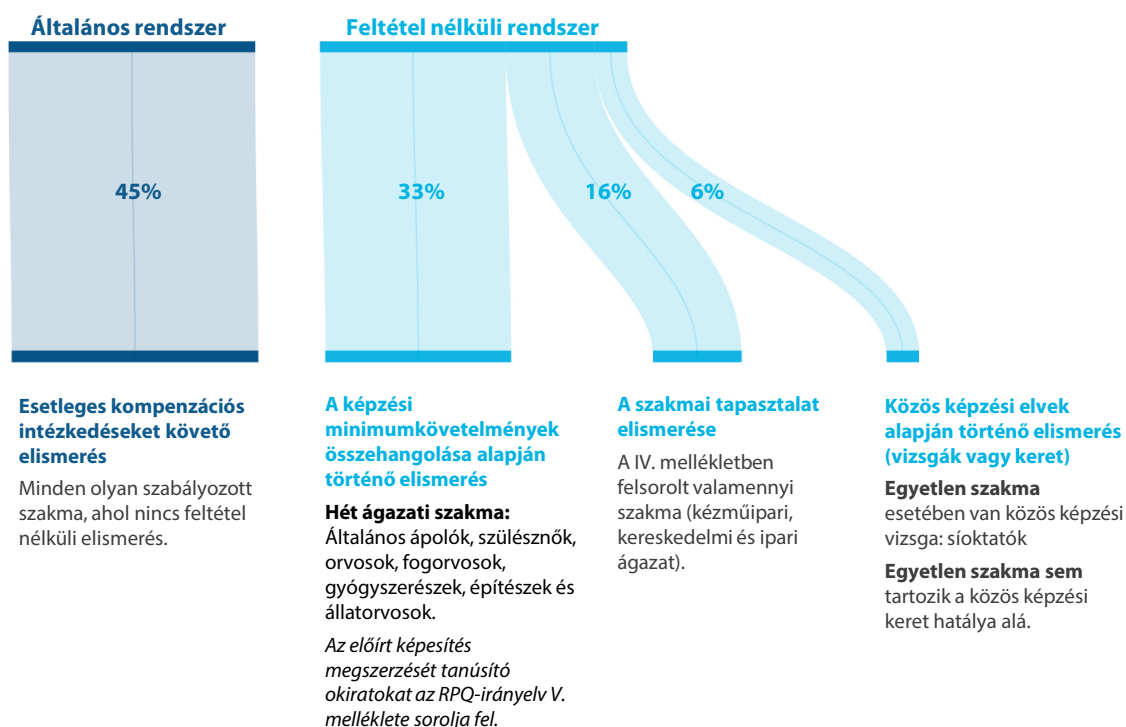 Általános rendszer
Feltétel nélküli rendszer
45%
33%
16%
6%
Esetleges kompenzációs
intézkedéseket követő
elismerés
Minden olyan szabályozott
szakma, ahol nincs feltétel
nélküli elismerés.
A képzési
minimumkövetelmények
összehangolása alapján
történő elismerés
Hét ágazati szakma:
Általános ápolók, szülésznők,
orvosok, fogorvosok,
gyógyszerészek, építészek és
állatorvosok.
Az előírt képesítés
megszerzését tanúsító
okiratokat az RPQ-irányelv V.
melléklete sorolja fel.
A szakmai tapasztalat
elismerése
A IV. mellékletben
felsorolt valamennyi
szakma (kézműipari,
kereskedelmi és ipari
ágazat).
Közös képzési elvek
alapján történő elismerés
(vizsgák vagy keret)
Egyetlen szakma
esetében van közös képzési
vizsga: síoktatók
Egyetlen szakma sem
tartozik a közös képzési
keret hatálya alá.